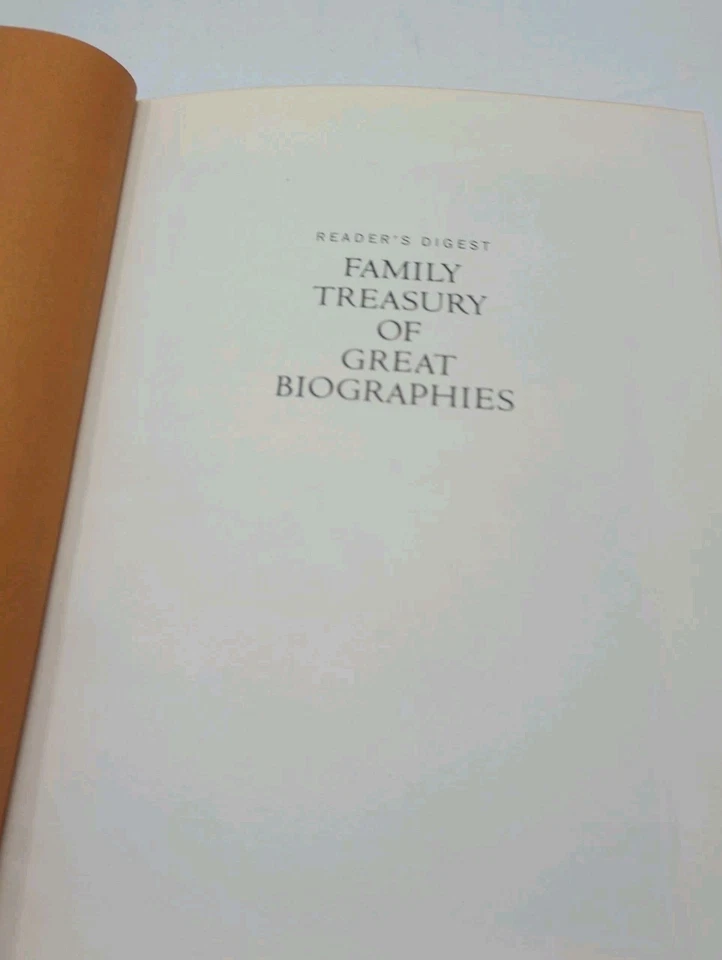 READER'S DIGEST
FAMILY
TREASURY
OF
GREAT
BIOGRAPHIES